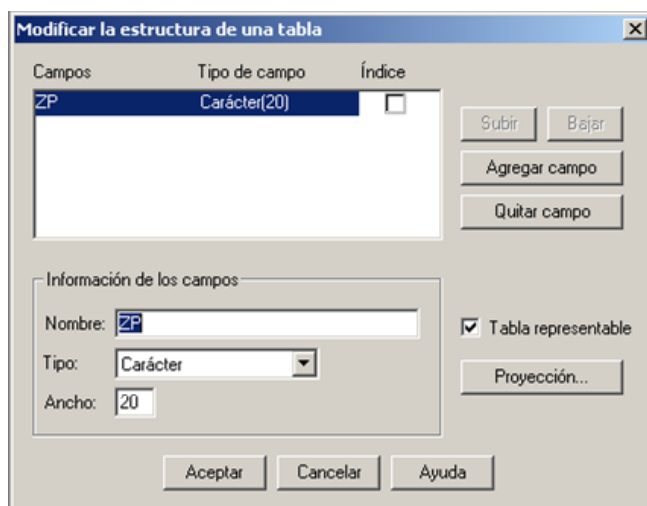 Modificar la estructura de una tabla
Campos Tipo de campo Índice
ZP Carácter(20)
Subir Bajar
Agregar campo
Quitar campo
Información de los campos
Nombre: ZP
Tabla representable
Tipo: Carácter
Proyección...
Ancho: 20
Aceptar Cancelar Ayuda